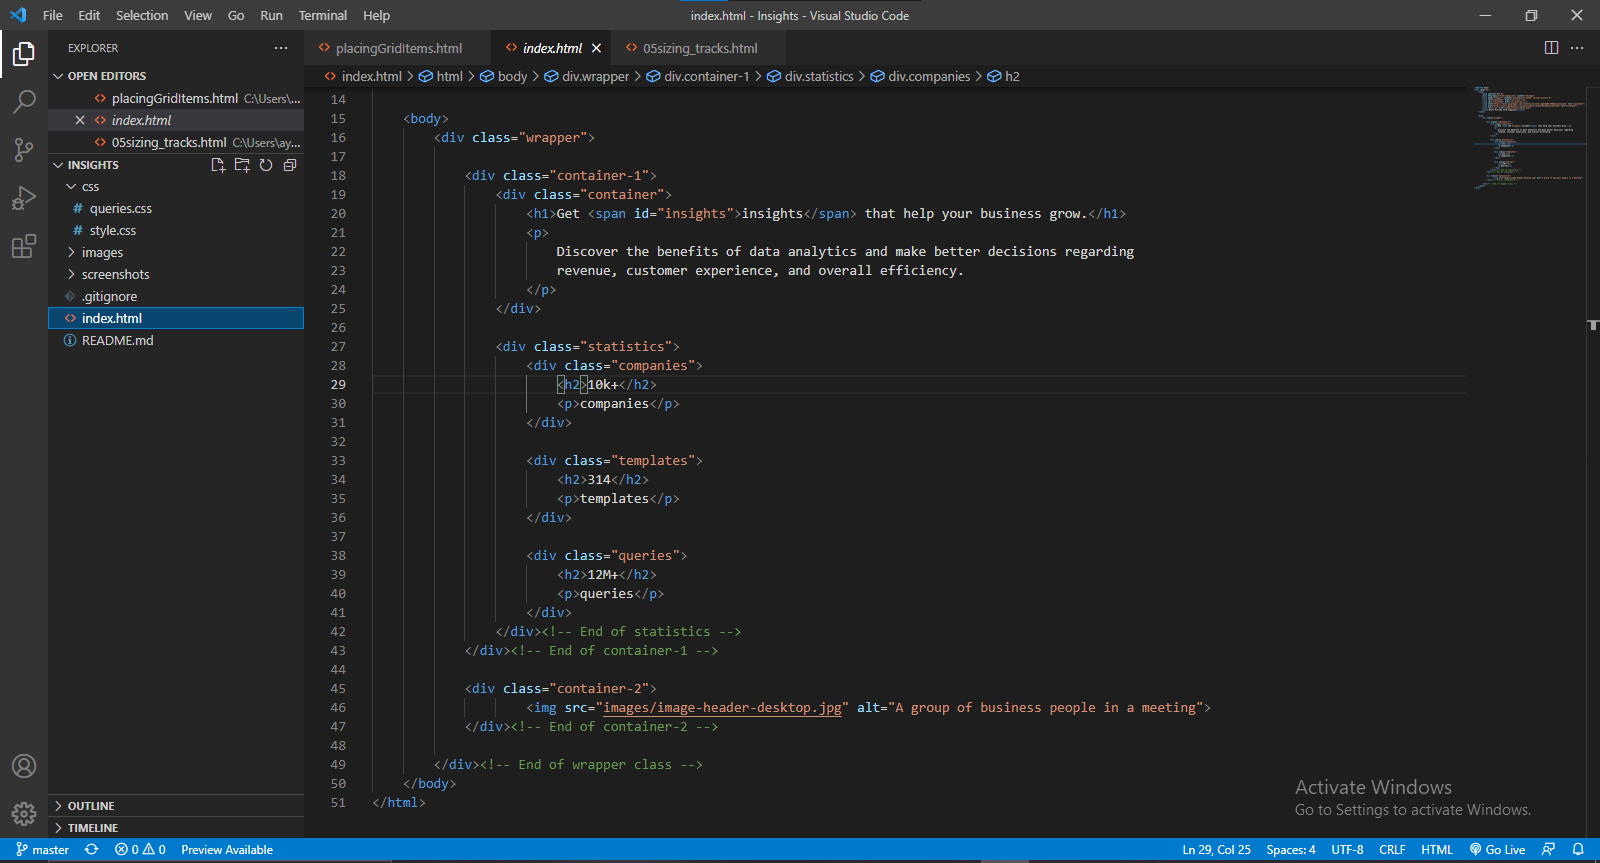 File Edit Selection View Go Run Terminal Help index.html - Insights - Visual Studio Code
EXPLORER ···
placingGridItems.html index.html 05sizing_tracks.html
OPEN EDITORS
placingGridItems.html C:\Users\...
index.html
05sizing_tracks.html C:\Users\ay...
INSIGHTS
css
queries.css
style.css
images
screenshots
.gitignore
index.html
README.md
OUTLINE
TIMELINE
index.html > html > body > div.wrapper > div.container-1 > div.statistics > div.companies > h2
14
15 <body>
16 <div class="wrapper">
17
18 <div class="container-1">
19 <div class="container">
20 <h1>Get <span id="insights">insights</span> that help your business grow.</h1>
21 <p>
22 Discover the benefits of data analytics and make better decisions regarding
23 revenue, customer experience, and overall efficiency.
24 </p>
25 </div>
26
27 <div class="statistics">
28 <div class="companies">
29 <h2>10k+</h2>
30 <p>companies</p>
31 </div>
32
33 <div class="templates">
34 <h2>314</h2>
35 <p>templates</p>
36 </div>
37
38 <div class="queries">
39 <h2>12M+</h2>
40 <p>queries</p>
41 </div>
42 </div><!-- End of statistics -->
43 </div><!-- End of container-1 -->
44
45 <div class="container-2">
46 <img src="images/image-header-desktop.jpg" alt="A group of business people in a meeting">
47 </div><!-- End of container-2 -->
48
49 </div><!-- End of wrapper class -->
50 </body>
51 </html>
Activate Windows
Go to Settings to activate Windows.
master 0 0 Preview Available Ln 29, Col 25 Spaces: 4 UTF-8 CRLF HTML Go Live